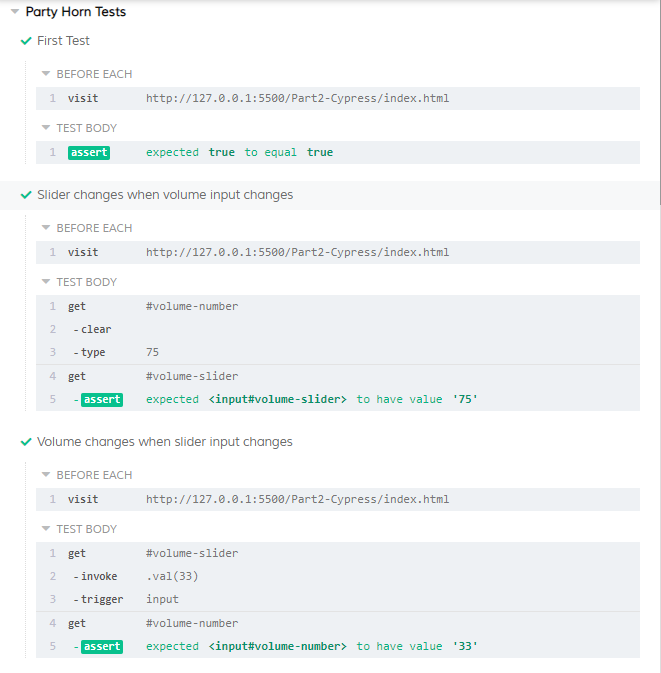 Party Horn Tests
First Test
BEFORE EACH
1 visit http://127.0.0.1:5500/Part2-Cypress/index.html
TEST BODY
1 assert expected true to equal true
Slider changes when volume input changes
BEFORE EACH
1 visit http://127.0.0.1:5500/Part2-Cypress/index.html
TEST BODY
1 get #volume-number
2 -clear
3 -type 75
4 get #volume-slider
5 -assert expected <input#volume-slider> to have value '75'
Volume changes when slider input changes
BEFORE EACH
1 visit http://127.0.0.1:5500/Part2-Cypress/index.html
TEST BODY
1 get #volume-slider
2 -invoke .val(33)
3 -trigger input
4 get #volume-number
5 -assert expected <input#volume-number> to have value '33'